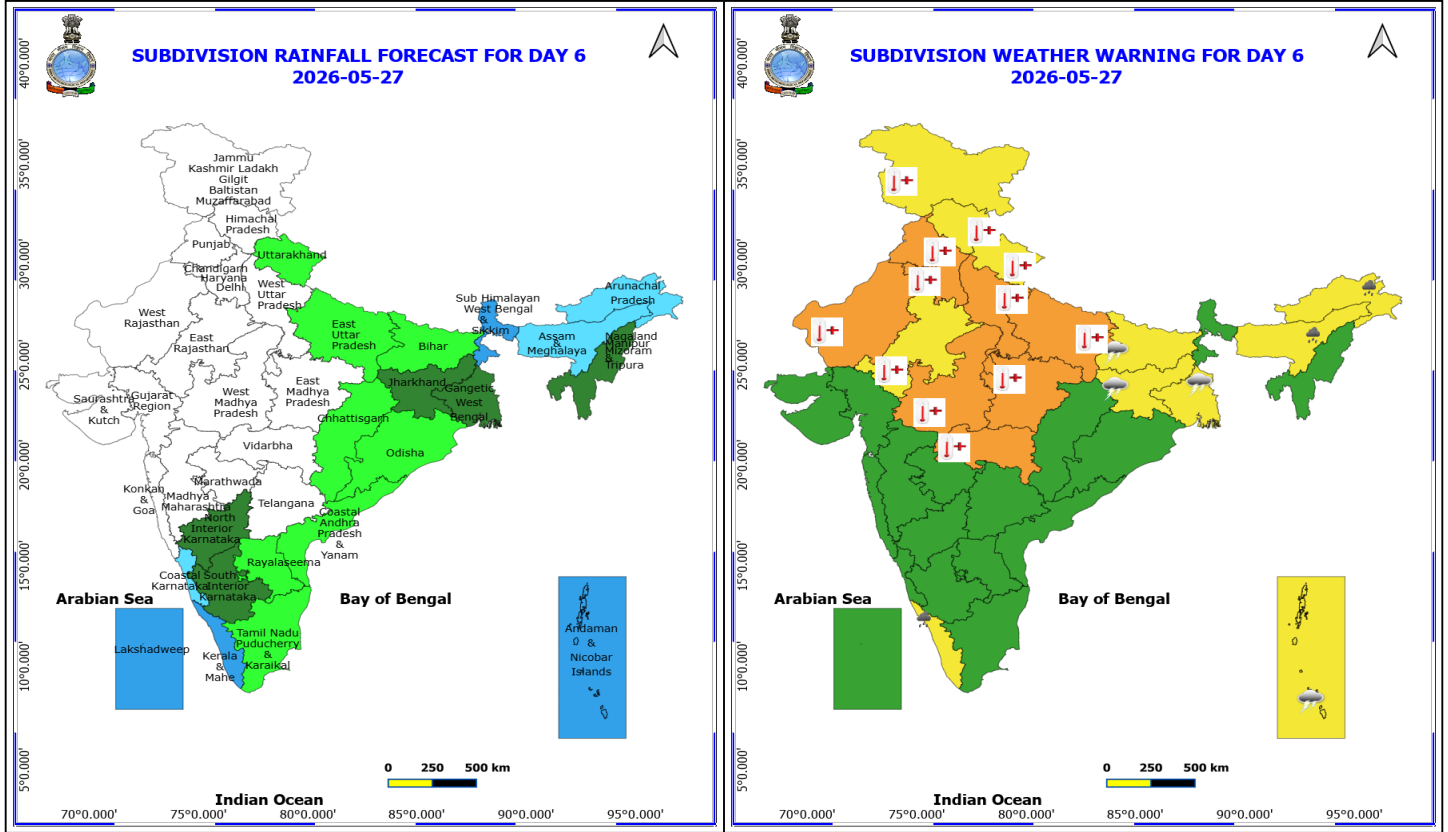 SUBDIVISION RAINFALL FORECAST FOR DAY 6
2026-05-27
40°0.000'
35°0.000'
30°0.000'
25°0.000'
20°0.000'
15°0.000'
10°0.000'
5°0.000'
Jammu
Kashmir Ladakh
Gilgit
Baltistan
Muzaffarabad
Himachal
Pradesh
Punjab
Uttarakhand
Chandigarh
Haryana
Delhi
West
Uttar
Pradesh
Sub Himalayan
West Bengal
&
Sikkim
Arunachal
Pradesh
West
Rajasthan
East
Rajasthan
East
Uttar
Pradesh
Bihar
Assam
&
Meghalaya
Nagaland
Manipur
Mizoram
&
Tripura
Saurashtra
&
Kutch
Gujarat
Region
West
Madhya
Pradesh
East
Madhya
Pradesh
Jharkhand
Gangetic
West
Bengal
Chhattisgarh
Odisha
Vidarbha
Konkan
&
Goa
Madhya
Maharashtra
Marathwada
Telangana
North
Interior
Karnataka
Coastal
Andhra
Pradesh
&
Yanam
Rayalaseema
Coastal
Karnataka
South
Interior
Karnataka
Arabian Sea
Bay of Bengal
Lakshadweep
Kerala
&
Mahe
Tamil Nadu
Puducherry
&
Karaikal
Andaman
&
Nicobar
Islands
0 250 500 km
Indian Ocean
70°0.000' 75°0.000' 80°0.000' 85°0.000' 90°0.000' 95°0.000'
SUBDIVISION WEATHER WARNING FOR DAY 6
2026-05-27
40°0.000'
35°0.000'
30°0.000'
25°0.000'
20°0.000'
15°0.000'
10°0.000'
5°0.000'
Arabian Sea
Bay of Bengal
0 250 500 km
Indian Ocean
70°0.000' 75°0.000' 80°0.000' 85°0.000' 90°0.000' 95°0.000'